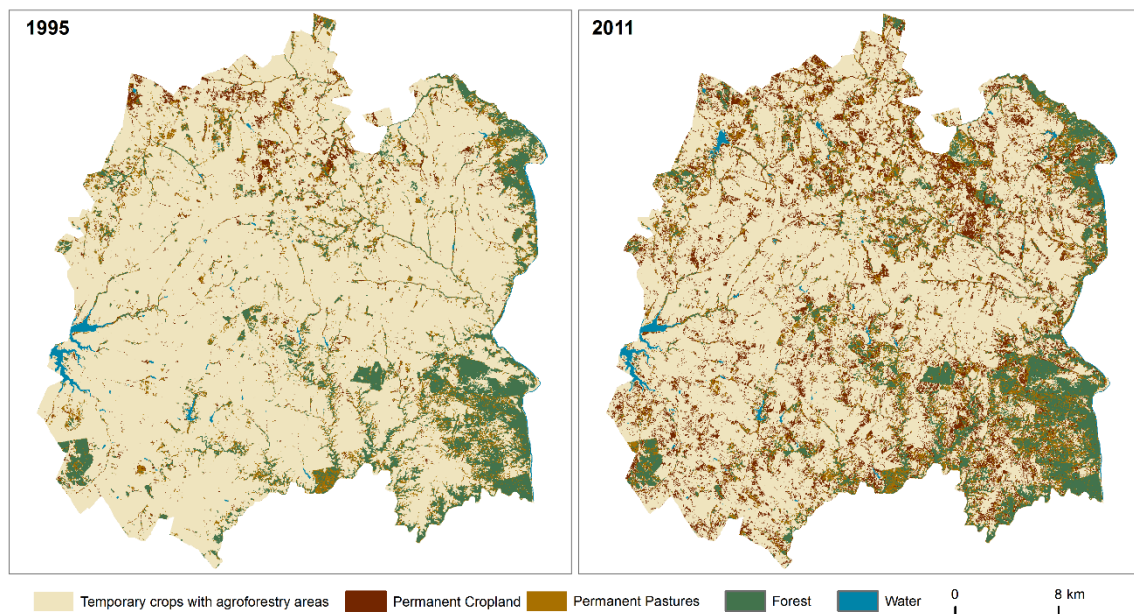 1995
2011
Temporary crops with agroforestry areas
Permanent Cropland
Permanent Pastures
Forest
Water
0
8 km